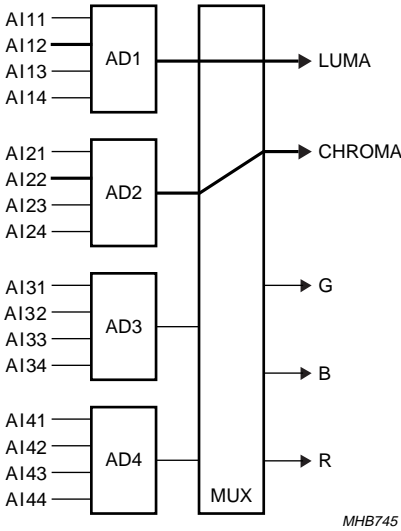 AI11
AI12
AI13
AI14
AD1
LUMA
AI21
AI22
AI23
AI24
AD2
CHROMA
AI31
AI32
AI33
AI34
AD3
G
B
AI41
AI42
AI43
AI44
AD4
R
MUX
MHB745